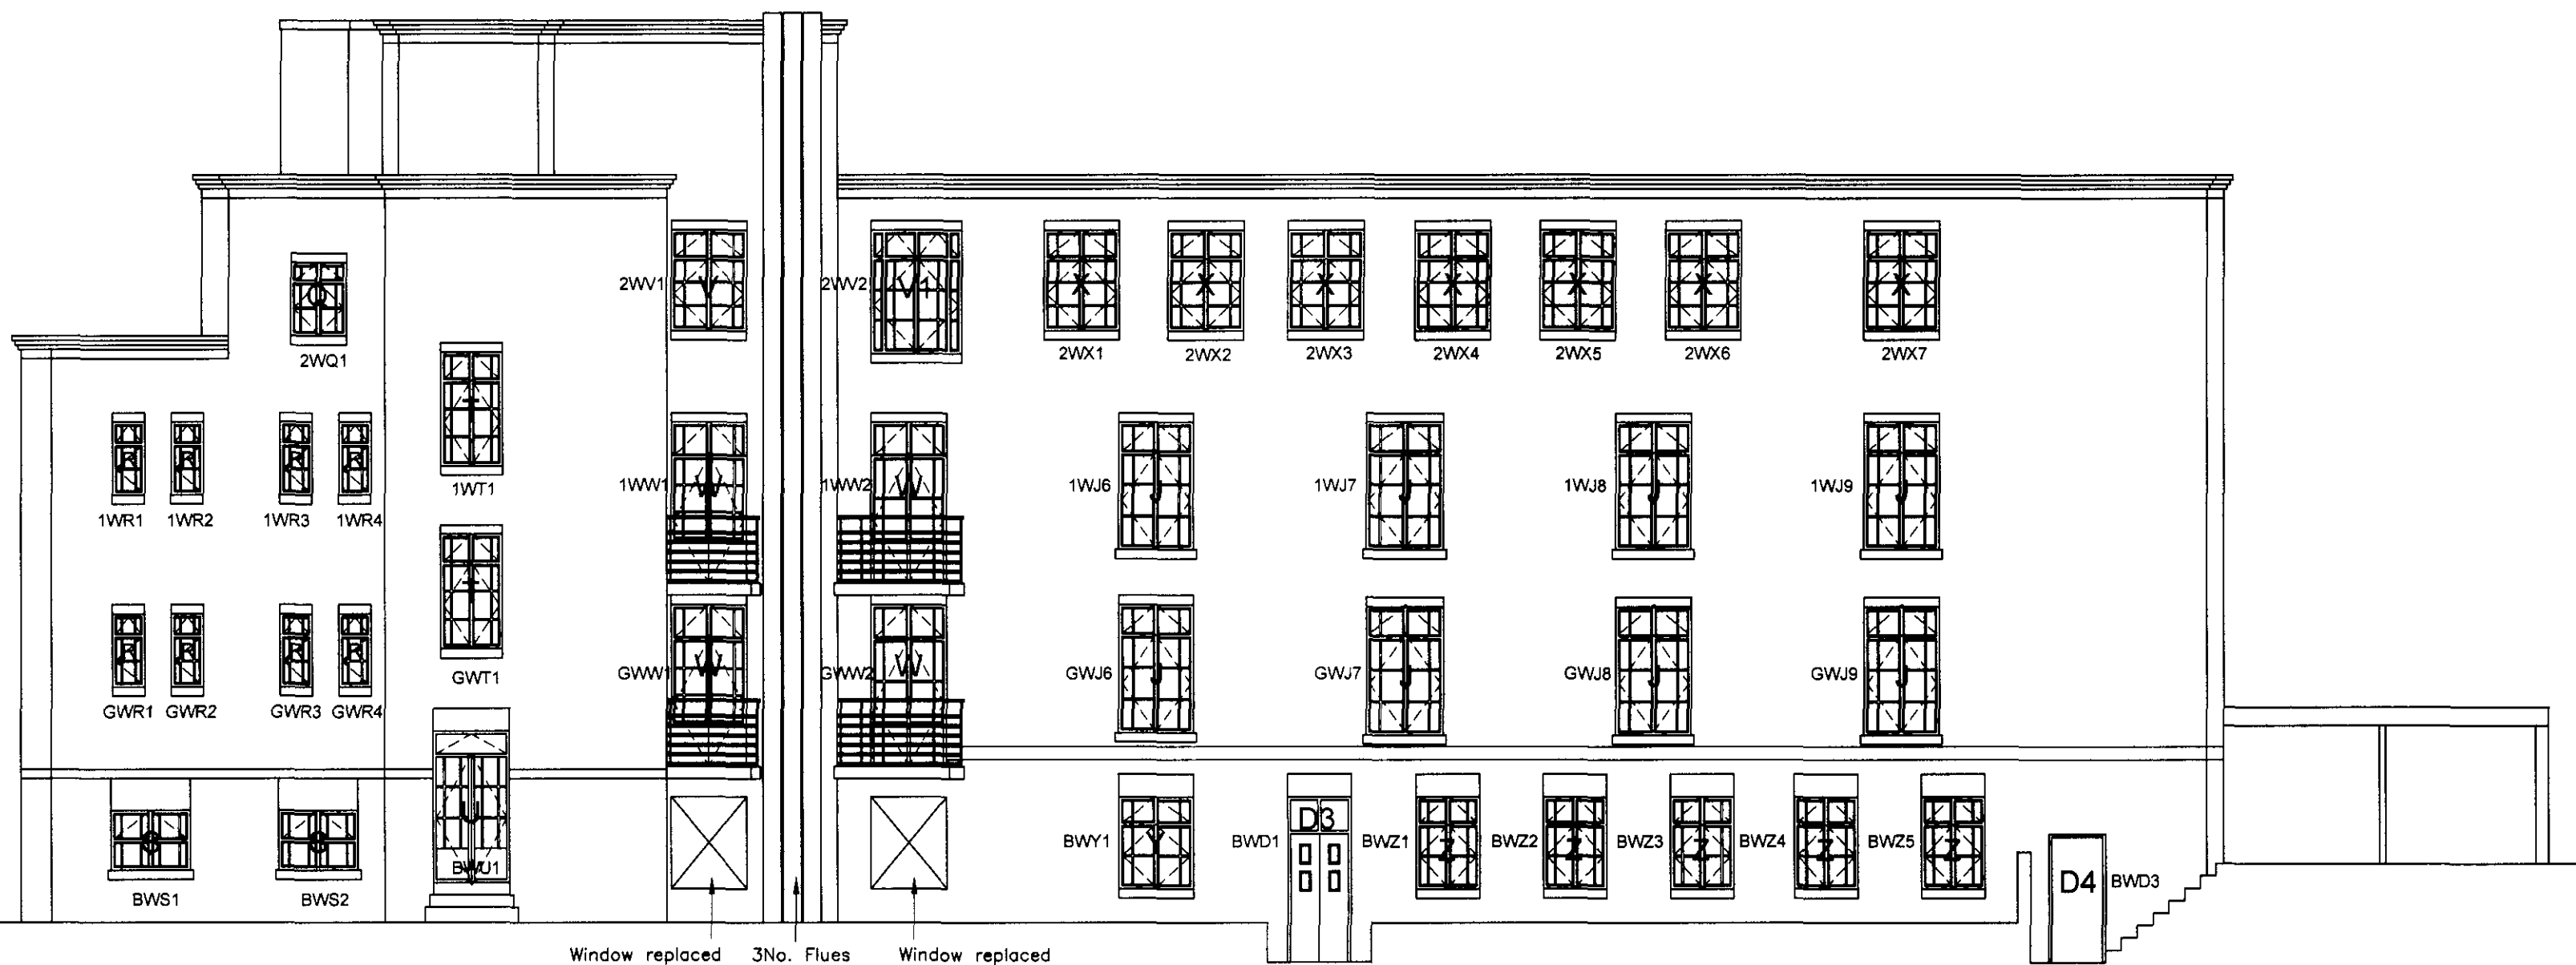 2WV1
V
2WV2
V1
X
X
X
X
X
X
X
Q
2WQ1
2WX1
2WX2
2WX3
2WX4
2WX5
2WX6
2WX7
T
R
R
R
R
1WT1
1WW1
W
1WW2
W
1WJ6
J
1WJ7
J
1WJ8
J
1WJ9
J
1WR1
1WR2
1WR3
1WR4
T
R
R
R
R
GWT1
GWW1
W
GWW2
W
GWJ6
J
GWJ7
J
GWJ8
J
GWJ9
J
GWR1
GWR2
GWR3
GWR4
U
D3
S
S
BWY1
Y
BWD1
BWZ1
Z
BWZ2
Z
BWZ3
Z
BWZ4
Z
BWZ5
Z
BWU1
D4
BWD3
BWS1
BWS2
Window replaced
3No. Flues
Window replaced